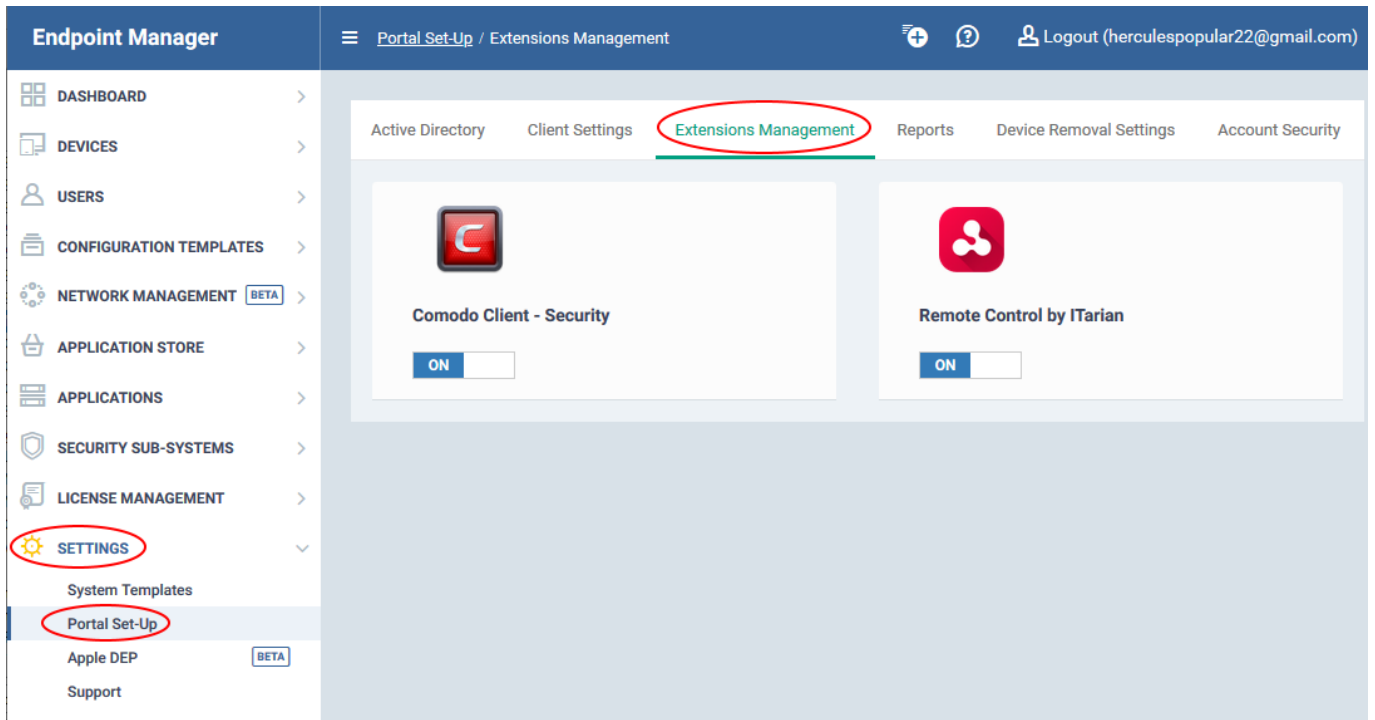 Endpoint Manager
Portal Set-Up / Extensions Management
Logout (herculespopular22@gmail.com)
DASHBOARD
DEVICES
USERS
CONFIGURATION TEMPLATES
NETWORK MANAGEMENT BETA
APPLICATION STORE
APPLICATIONS
SECURITY SUB-SYSTEMS
LICENSE MANAGEMENT
SETTINGS
System Templates
Portal Set-Up
Apple DEP BETA
Support
Active Directory Client Settings Extensions Management Reports Device Removal Settings Account Security
Comodo Client - Security
ON
Remote Control by ITarian
ON